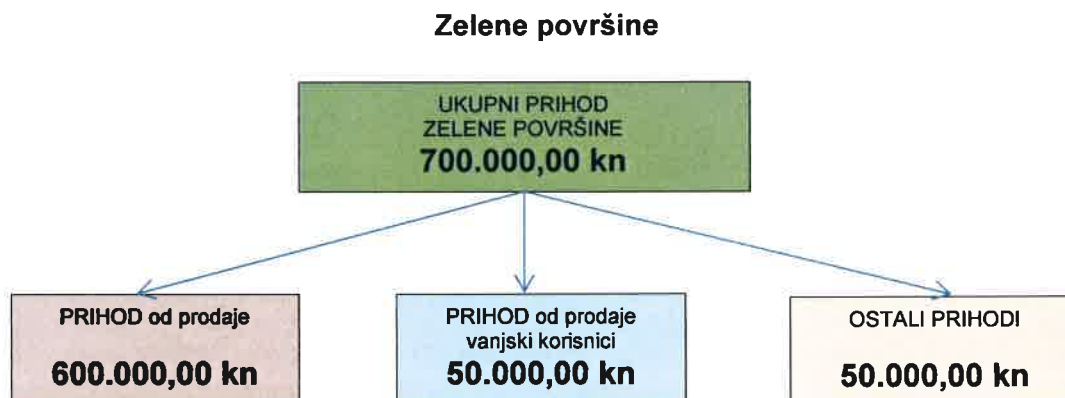 Zelene površine
UKUPNI PRIHOD
ZELENE POVRŠINE
700.000,00 kn
PRIHOD od prodaje
600.000,00 kn
PRIHOD od prodaje
vanjski korisnici
50.000,00 kn
OSTALI PRIHODI
50.000,00 kn